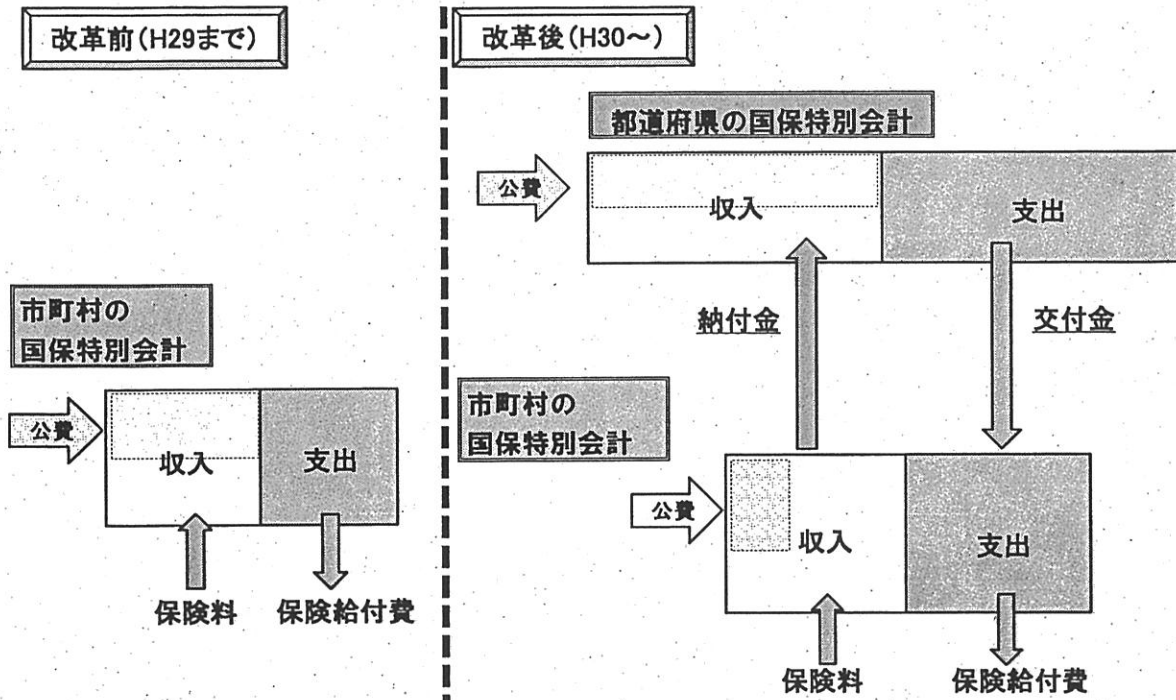 改革前(H29まで)
市町村の
国保特別会計
公費
収入
支出
保険料
保険給付費
改革後(H30～)
都道府県の国保特別会計
公費
収入
支出
納付金
交付金
市町村の
国保特別会計
公費
収入
支出
保険料
保険給付費